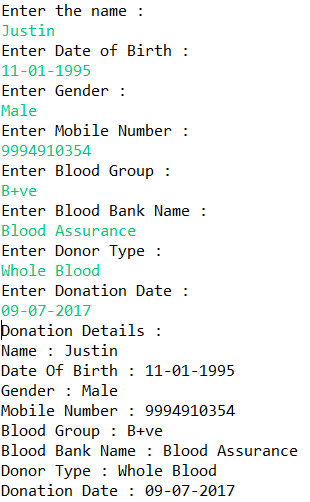 Enter the name :
Justin
Enter Date of Birth :
11-01-1995
Enter Gender :
Male
Enter Mobile Number :
9994910354
Enter Blood Group :
B+ve
Enter Blood Bank Name :
Blood Assurance
Enter Donor Type :
Whole Blood
Enter Donation Date :
09-07-2017
Donation Details :
Name : Justin
Date Of Birth : 11-01-1995
Gender : Male
Mobile Number : 9994910354
Blood Group : B+ve
Blood Bank Name : Blood Assurance
Donor Type : Whole Blood
Donation Date : 09-07-2017